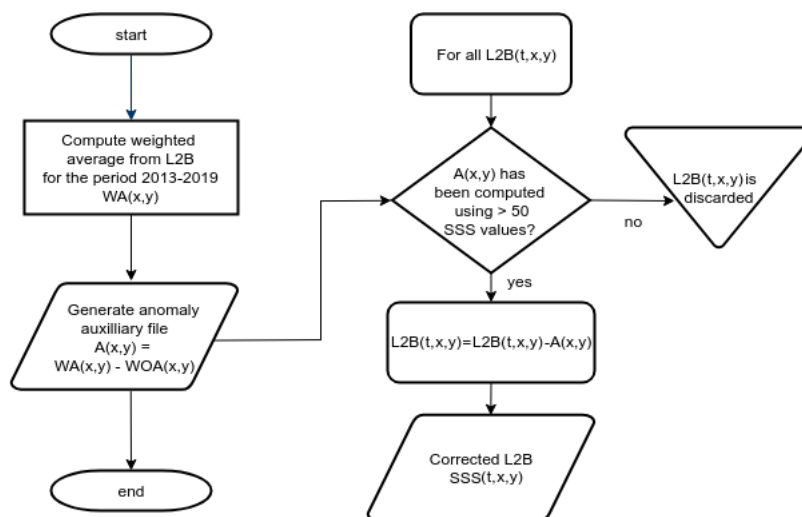 start
Compute weighted
average from L2B
for the period 2013-2019
WA(x,y)
Generate anomaly
auxilliary file
A(x,y) =
WA(x,y) - WOA(x,y)
end
For all L2B(t,x,y)
A(x,y) has
been computed
using > 50
SSS values?
no
L2B(t,x,y) is
discarded
yes
L2B(t,x,y)=L2B(t,x,y)-A(x,y)
Corrected L2B
SSS(t,x,y)